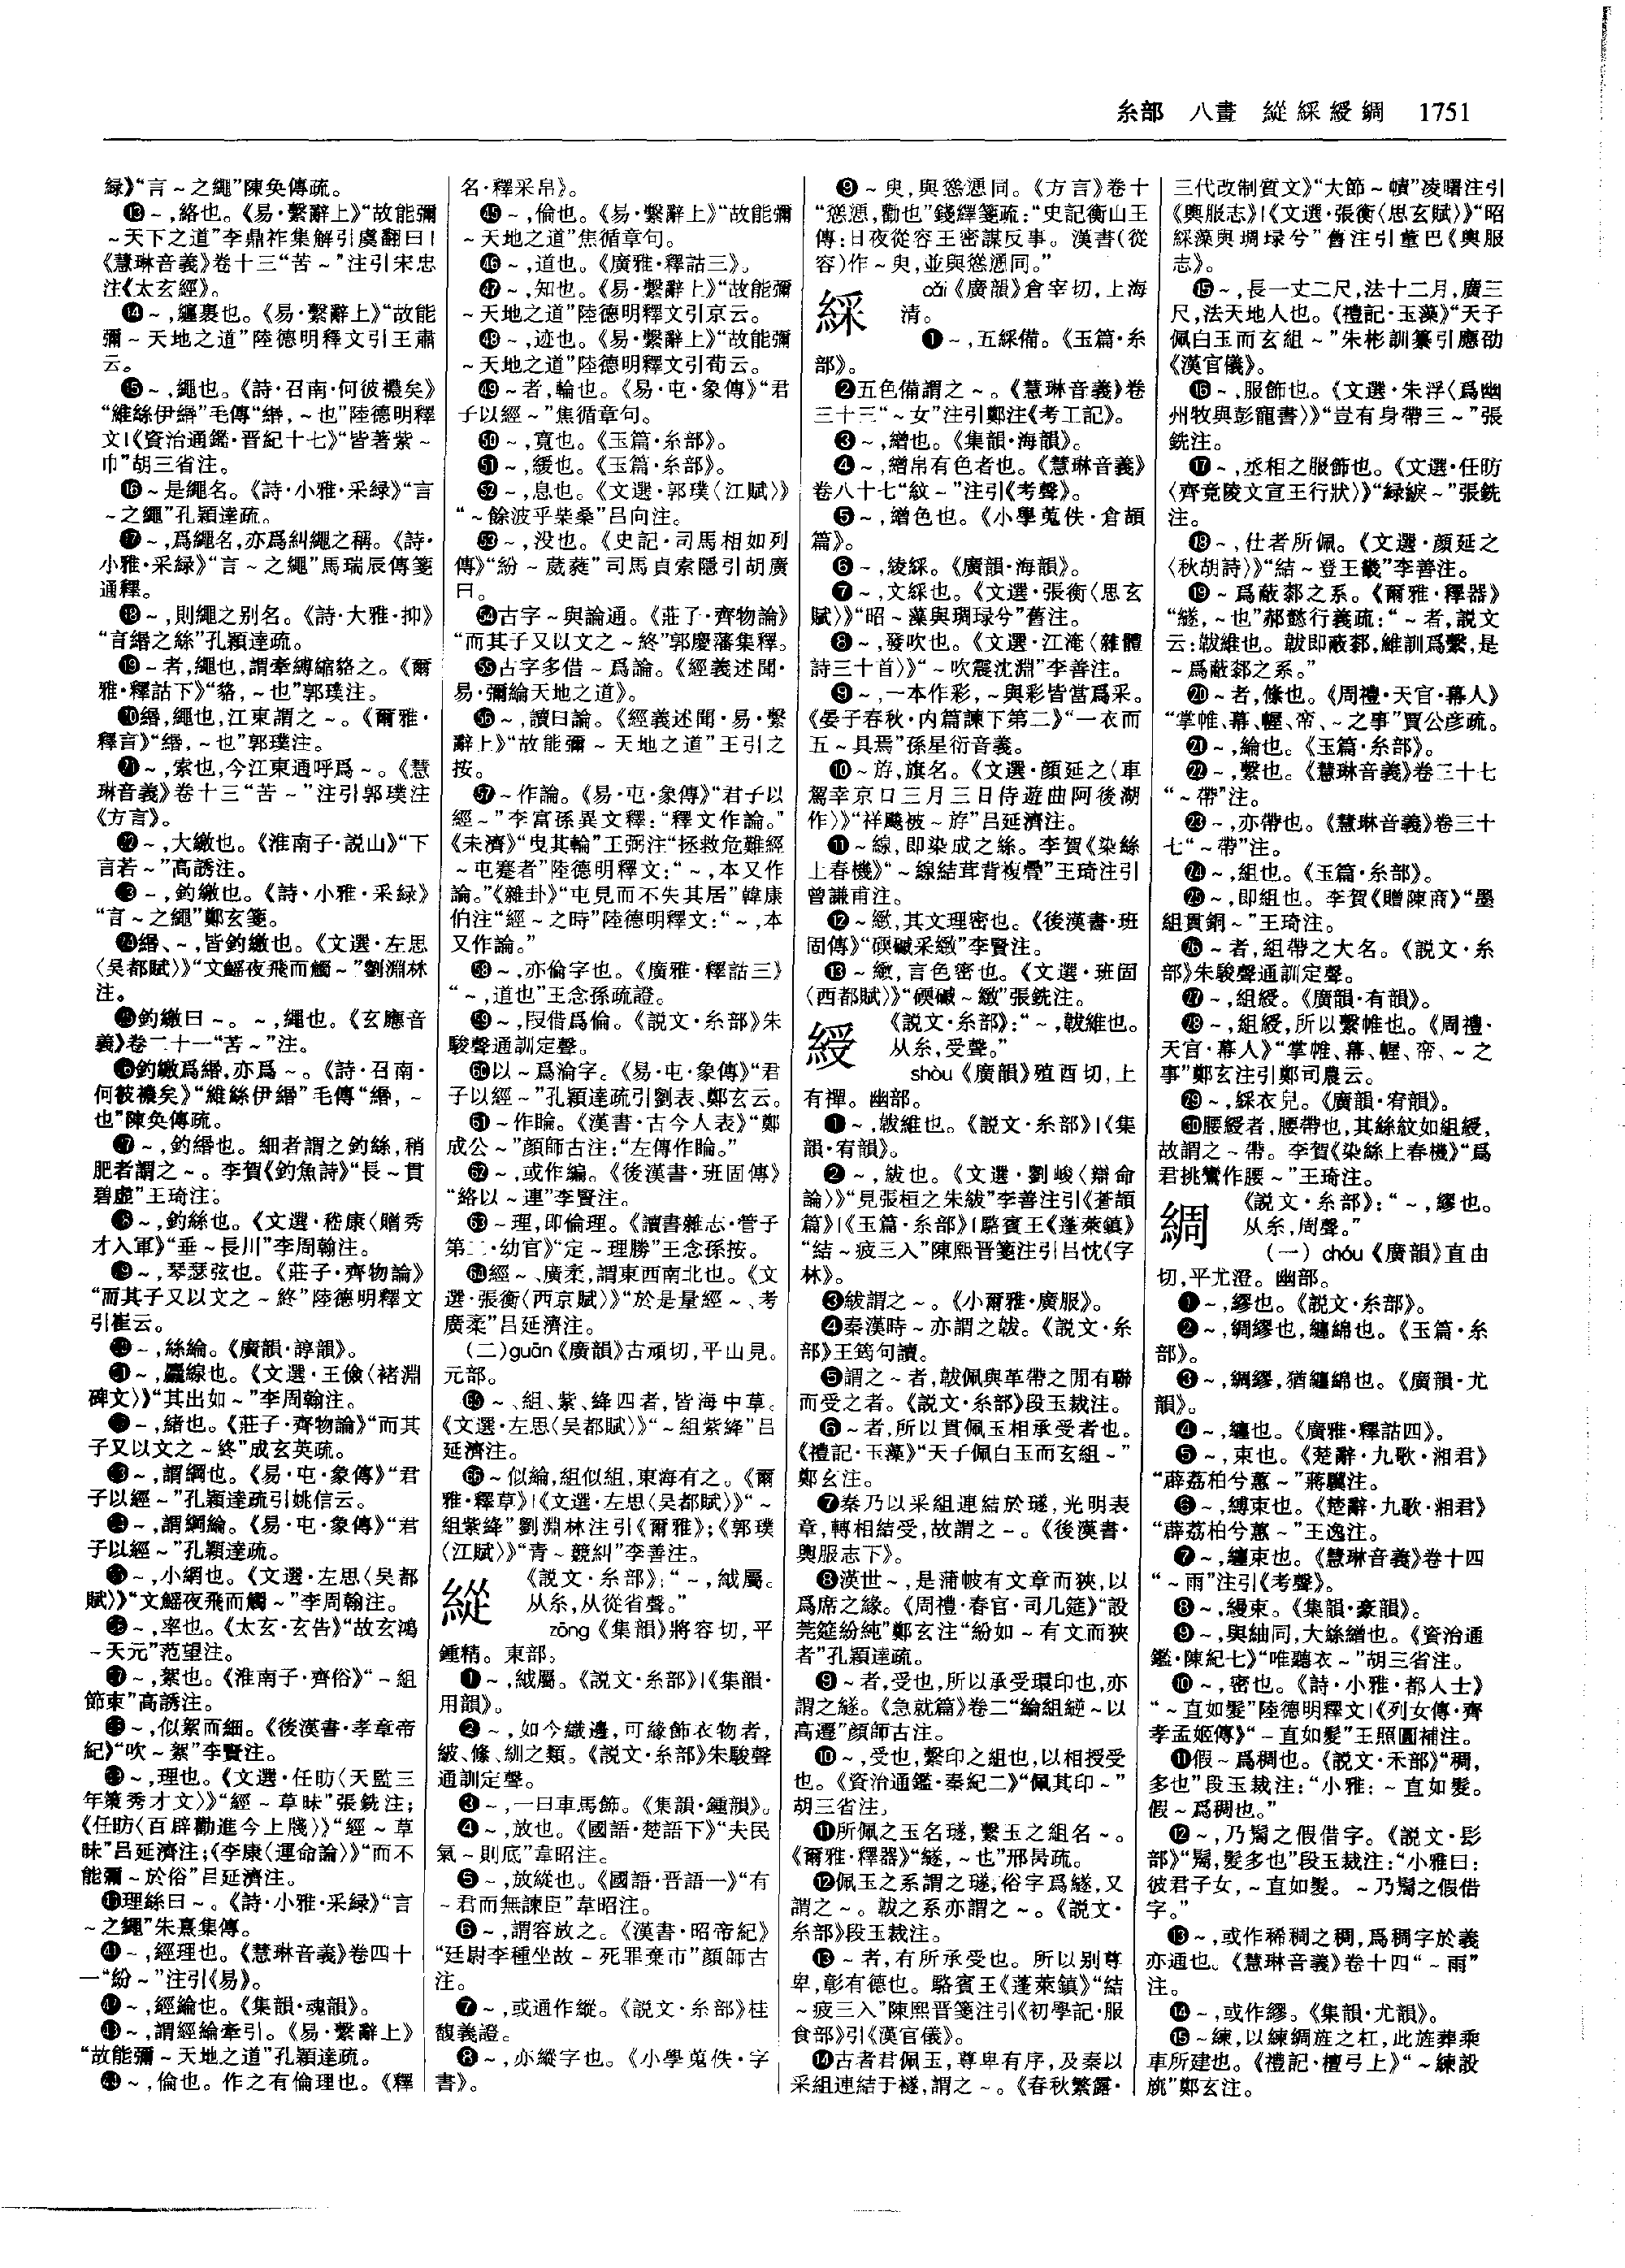 糸部 八畫 緃綵綬綢 1751
緑》“言～之繩”陳奂傳疏。
⓭～,絡也。《易·繫辭上》“故能彌
～天下之道”李鼎祚集解引虞翻曰|
《慧琳音義》卷十三“苦～”注引宋忠
注《太玄經》。
⓮～,纏裹也。《易·繫辭上》“故能
彌～天地之道”陸德明釋文引王肅
云。
⓯～,繩也。《詩·召南·何彼襛矣》
“維絲伊緡”毛傳“緡,～也”陸德明釋
文|《資治通鑑·晋紀十七》“皆著紫～
巾”胡三省注。
⓰～是繩名。《詩·小雅·采緑》“言
～之繩”孔穎達疏。
⓱～,爲繩名,亦爲糾繩之稱。《詩·
小雅·采緑》“言～之繩”馬瑞辰傳箋
通釋。
⓲～,則繩之别名。《詩·大雅·抑》
“言緡之絲”孔穎達疏。
⓳～者,繩也,謂牽縛縮貉之。《爾
雅·釋詁下》“貉,～也”郭璞注。
⓴緡,繩也,江東謂之～。《爾雅·
釋言》“緡,～也”郭璞注。
㉑～,索也,今江東通呼爲～。《慧
琳音義》卷十三“苦～”注引郭璞注
《方言》。
㉒～,大繳也。《淮南子·説山》“下
言若～”高誘注。
㉓～,釣繳也。《詩·小雅·采緑》
“言～之繩”鄭玄箋。
㉔緡、～,皆釣繳也。《文選·左思
〈吴都賦〉》“文鰩夜飛而觸～”劉淵林
注。
㉕釣繳曰～。～,繩也。《玄應音
義》卷二十一“苦～”注。
㉖釣繳爲緡,亦爲～。《詩·召南·
何彼襛矣》“維絲伊緡”毛傳“緡,～
也”陳奂傳疏。
㉗～,釣緡也。細者謂之釣絲,稍
肥者謂之～。李賀《釣魚詩》“長～貫
碧虚”王琦注。
㉘～,釣絲也。《文選·嵇康〈贈秀
才入軍〉》“垂～長川”李周翰注。
㉙～,琴瑟弦也。《莊子·齊物論》
“而其子又以文之～終”陸德明釋文
引崔云。
㉚～,絲綸。《廣韻·諄韻》。
㉛～,麤線也。《文選·王儉〈褚淵
碑文〉》“其出如～”李周翰注。
㉜～,緒也。《莊子·齊物論》“而其
子又以文之～終”成玄英疏。
㉝～,謂綱也。《易·屯·象傳》“君
子以經～”孔穎達疏引姚信云。
㉞～,謂綱綸。《易·屯·象傳》“君
子以經～”孔穎達疏。
㉟～,小網也。《文選·左思〈吴都
賦〉》“文鰩夜飛而觸～”李周翰注。
㊱～,率也。《太玄·玄告》“故玄鴻
～天元”范望注。
㊲～,絮也。《淮南子·齊俗》“～組
節束”高誘注。
㊳～,似絮而細。《後漢書·孝章帝
紀》“吹～絮”李賢注。
㊴～,理也。《文選·任昉〈天監三
年策秀才文〉》“經～草昧”張銑注;
《任昉〈百辟勸進今上牋〉》“經～草
昧”吕延濟注;《李康〈運命論〉》“而不
能彌～於俗”吕延濟注。
㊵理絲曰～。《詩·小雅·采緑》“言
～之繩”朱熹集傳。
㊶～,經理也。《慧琳音義》卷四十
一“紛～”注引《易》。
㊷～,經綸也。《集韻·魂韻》。
㊸～,謂經綸牽引。《易·繫辭上》
“故能彌～天地之道”孔穎達疏。
㊹～,倫也。作之有倫理也。《釋
名·釋采帛》。
㊺～,倫也。《易·繫辭上》“故能彌
～天地之道”焦循章句。
㊻～,道也。《廣雅·釋詁三》。
㊼～,知也。《易·繫辭上》“故能彌
～天地之道”陸德明釋文引京云。
㊽～,迹也。《易·繫辭上》“故能彌
～天地之道”陸德明釋文引荀云。
㊾～者,輪也。《易·屯·象傳》“君
子以經～”焦循章句。
㊿～,寬也。《玉篇·糸部》。
51～,緩也。《玉篇·糸部》。
52～,息也。《文選·郭璞〈江賦〉》
“～餘波乎柴桑”吕向注。
53～,没也。《史記·司馬相如列
傳》“紛～葳蕤”司馬貞索隱引胡廣
曰。
54古字～與論通。《莊子·齊物論》
“而其子又以文之～終”郭慶藩集釋。
55古字多借～爲論。《經義述聞·
易·彌綸天地之道》。
56～,讀曰論。《經義述聞·易·繫
辭上》“故能彌～天地之道”王引之
按。
57～作論。《易·屯·象傳》“君子以
經～”李富孫異文釋:“釋文作論。”
《未濟》“曳其輪”王弼注“拯救危難經
～屯蹇者”陸德明釋文:“～,本又作
論。”《雜卦》“屯見而不失其居”韓康
伯注“經～之時”陸德明釋文:“～,本
又作論。”
58～,亦倫字也。《廣雅·釋詁三》
“～,道也”王念孫疏證。
59～,叚借爲倫。《説文·糸部》朱
駿聲通訓定聲。
60以～爲淪字。《易·屯·象傳》“君
子以經～”孔穎達疏引劉表、鄭玄云。
61～作睔。《漢書·古今人表》“鄭
成公～”顔師古注:“左傳作睔。”
62～,或作編。《後漢書·班固傳》
“絡以～連”李賢注。
63～理,即倫理。《讀書雜志·管子
第二·幼官》“定～理勝”王念孫按。
64經～、廣柔,謂東西南北也。《文
選·張衡〈西京賦〉》“於是量經～、考
廣柔”吕延濟注。
(二)guān《廣韻》古頑切,平山見。
元部。
65～、組、紫、絳四者,皆海中草。
《文選·左思〈吴都賦〉》“～組紫絳”吕
延濟注。
66～似綸,組似組,東海有之。《爾
雅·釋草》|《文選·左思〈吴都賦〉》“～
組紫絳”劉淵林注引《爾雅》;《郭璞
〈江賦〉》“青～競糾”李善注。
緃
《説文·糸部》:“～,絨屬。
从糸,从從省聲。”
zōng《集韻》將容切,平
鍾精。東部。
❶～,絨屬。《説文·糸部》|《集韻·
用韻》。
❷～,如今織邊,可緣飾衣物者,
紱、絛、紃之類。《説文·糸部》朱駿聲
通訓定聲。
❸～,一曰車馬飾。《集韻·鍾韻》。
❹～,放也。《國語·楚語下》“夫民
氣～則底”韋昭注。
❺～,放縱也。《國語·晋語一》“有
～君而無諫臣”韋昭注。
❻～,謂容放之。《漢書·昭帝紀》
“廷尉李種坐故～死罪棄市”顔師古
注。
❼～,或通作縱。《説文·糸部》桂
馥義證。
❽～,亦縱字也。《小學蒐佚·字
書》。
❾～臾,與慫慂同。《方言》卷十
“慫慂,勸也”錢繹箋疏:“史記衡山王
傳:日夜從容王密謀反事。漢書(從
容)作～臾,並與慫慂同。”
綵
cǎi《廣韻》倉宰切,上海
清。
❶～,五綵備。《玉篇·糸
部》。
❷五色備謂之～。《慧琳音義》卷
三十三“～女”注引鄭注《考工記》。
❸～,繒也。《集韻·海韻》。
❹～,繒帛有色者也。《慧琳音義》
卷八十七“紋～”注引《考聲》。
❺～,繒色也。《小學蒐佚·倉頡
篇》。
❻～,綾綵。《廣韻·海韻》。
❼～,文綵也。《文選·張衡〈思玄
賦〉》“昭～藻與琱琭兮”舊注。
❽～,發吹也。《文選·江淹〈雜體
詩三十首〉》“～吹震沈淵”李善注。
❾～,一本作彩,～與彩皆當爲采。
《晏子春秋·内篇諫下第二》“一衣而
五～具焉”孫星衍音義。
❿～斿,旗名。《文選·顔延之〈車
駕幸京口三月三日侍遊曲阿後湖
作〉》“祥飈被～斿”吕延濟注。
⓫～線,即染成之絲。李賀《染絲
上春機》“～線結茸背複疊”王琦注引
曾謙甫注。
⓬～緻,其文理密也。《後漢書·班
固傳》“碝磩采緻”李賢注。
⓭～緻,言色密也。《文選·班固
〈西都賦〉》“碝磩～緻”張銑注。
綬
《説文·糸部》:“～,韍維也。
从糸,受聲。”
shòu《廣韻》殖酉切,上
有禪。幽部。
❶～,韍維也。《説文·糸部》|《集
韻·宥韻》。
❷～,紱也。《文選·劉峻〈辯命
論〉》“見張桓之朱紱”李善注引《蒼頡
篇》|《玉篇·糸部》|駱賓王《蓬萊鎮》
“結～疲三入”陳熙晋箋注引吕忱《字
林》。
❸紱謂之～。《小爾雅·廣服》。
❹秦漢時～亦謂之韍。《説文·糸
部》王筠句讀。
❺謂之～者,韍佩與革帶之閒有聯
而受之者。《説文·糸部》段玉裁注。
❻～者,所以貫佩玉相承受者也。
《禮記·玉藻》“天子佩白玉而玄組～”
鄭玄注。
❼秦乃以采組連結於璲,光明表
章,轉相結受,故謂之～。《後漢書·
輿服志下》。
❽漢世～,是蒲帗有文章而狹,以
爲席之緣。《周禮·春官·司几筵》“設
莞筵紛純”鄭玄注“紛如～有文而狹
者”孔穎達疏。
❾～者,受也,所以承受環印也,亦
謂之繸。《急就篇》卷二“綸組縌～以
高遷”顔師古注。
❿～,受也,繫印之組也,以相授受
也。《資治通鑑·秦紀二》“佩其印～”
胡三省注。
⓫所佩之玉名璲,繫玉之組名～。
《爾雅·釋器》“繸,～也”邢昺疏。
⓬佩玉之系謂之璲,俗字爲繸,又
謂之～。韍之系亦謂之～。《説文·
糸部》段玉裁注。
⓭～者,有所承受也。所以别尊
卑,彰有德也。駱賓王《蓬萊鎮》“結
～疲三入”陳熙晋箋注引《初學記·服
食部》引《漢官儀》。
⓮古者君佩玉,尊卑有序,及秦以
采組連結于檖,謂之～。《春秋繁露·
三代改制質文》“大節～幘”凌曙注引
《輿服志》|《文選·張衡〈思玄賦〉》“昭
綵藻與琱琭兮”舊注引董巴《輿服
志》。
⓯～,長一丈二尺,法十二月,廣三
尺,法天地人也。《禮記·玉藻》“天子
佩白玉而玄組～”朱彬訓纂引應劭
《漢官儀》。
⓰～,服飾也。《文選·朱浮〈爲幽
州牧與彭寵書〉》“豈有身帶三～”張
銑注。
⓱～,丞相之服飾也。《文選·任昉
〈齊竟陵文宣王行狀〉》“緑綟～”張銑
注。
⓲～,仕者所佩。《文選·顔延之
〈秋胡詩〉》“結～登王畿”李善注。
⓳～爲蔽鄀之系。《爾雅·釋器》
“繸,～也”郝懿行義疏:“～者,説文
云:韍維也。韍即蔽鄀,維訓爲繫,是
～爲蔽鄀之系。”
⓴～者,絛也。《周禮·天官·幕人》
“掌帷、幕、幄、帟、～之事”賈公彦疏。
㉑～,綸也。《玉篇·糸部》。
㉒～,繫也。《慧琳音義》卷三十七
“～帶”注。
㉓～,亦帶也。《慧琳音義》卷三十
七“～帶”注。
㉔～,組也。《玉篇·糸部》。
㉕～,即組也。李賀《贈陳商》“墨
組貫銅～”王琦注。
㉖～者,組帶之大名。《説文·糸
部》朱駿聲通訓定聲。
㉗～,組綬。《廣韻·有韻》。
㉘～,組綬,所以繫帷也。《周禮·
天官·幕人》“掌帷、幕、幄、帟、～之
事”鄭玄注引鄭司農云。
㉙～,綵衣皃。《廣韻·宥韻》。
㉚腰綬者,腰帶也,其絲紋如組綬,
故謂之～帶。李賀《染絲上春機》“爲
君挑鸞作腰～”王琦注。
綢
《説文·糸部》:“～,繆也。
从糸,周聲。”
(一) chóu《廣韻》直由
切,平尤澄。幽部。
❶～,繆也。《説文·糸部》。
❷～,綢繆也,纏綿也。《玉篇·糸
部》。
❸～,綢繆,猶纏綿也。《廣韻·尤
韻》。
❹～,纏也。《廣雅·釋詁四》。
❺～,束也。《楚辭·九歌·湘君》
“薜荔柏兮蕙～”蔣驥注。
❻～,縛束也。《楚辭·九歌·湘君》
“薜荔柏兮蕙～”王逸注。
❼～,纏束也。《慧琳音義》卷十四
“～雨”注引《考聲》。
❽～,縵束。《集韻·豪韻》。
❾～,與紬同,大絲繒也。《資治通
鑑·陳紀七》“唯聽衣～”胡三省注。
❿～,密也。《詩·小雅·都人士》
“～直如髮”陸德明釋文|《列女傳·齊
孝孟姬傳》“～直如髮”王照圓補注。
⓫假～爲稠也。《説文·禾部》“稠,
多也”段玉裁注:“小雅:～直如髮。
假～爲稠也。”
⓬～,乃鬜之假借字。《説文·髟
部》“鬜,髮多也”段玉裁注:“小雅曰:
彼君子女,～直如髮。～乃鬜之假借
字。”
⓭～,或作稀稠之稠,爲稠字於義
亦通也。《慧琳音義》卷十四“～雨”
注。
⓮～,或作繆。《集韻·尤韻》。
⓯～練,以練綢旌之杠,此旌葬乘
車所建也。《禮記·檀弓上》“～練設
旐”鄭玄注。